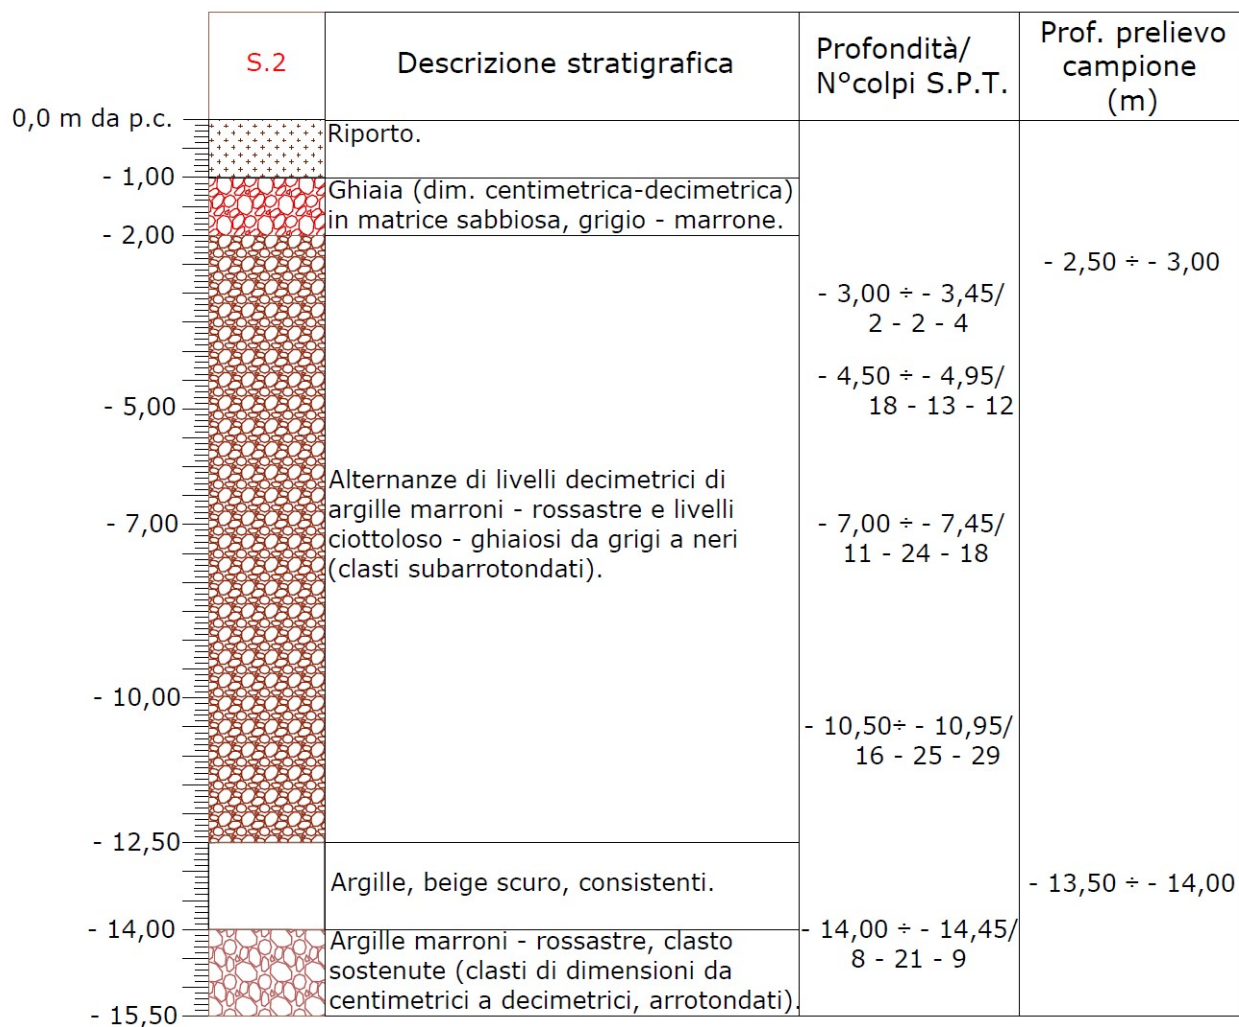 S.2
Descrizione stratigrafica
Profondità/
N°colpi S.P.T.
Prof. prelievo
campione
(m)
0,0 m da p.c.
Riporto.
- 1,00
Ghiaia (dim. centimetrica-decimetrica)
in matrice sabbiosa, grigio - marrone.
- 2,00
- 2,50 ÷ - 3,00
- 3,00 ÷ - 3,45/
2 - 2 - 4
- 4,50 ÷ - 4,95/
18 - 13 - 12
- 5,00
Alternanze di livelli decimetrici di
argille marroni - rossastre e livelli
ciottoloso - ghiaiosi da grigi a neri
(clasti subarrotondati).
- 7,00
- 7,00 ÷ - 7,45/
11 - 24 - 18
- 10,00
- 10,50÷ - 10,95/
16 - 25 - 29
- 12,50
Argille, beige scuro, consistenti.
- 13,50 ÷ - 14,00
- 14,00
- 14,00 ÷ - 14,45/
8 - 21 - 9
Argille marroni - rossastre, clasto
sostenute (clasti di dimensioni da
centimetrici a decimetrici, arrotondati).
- 15,50